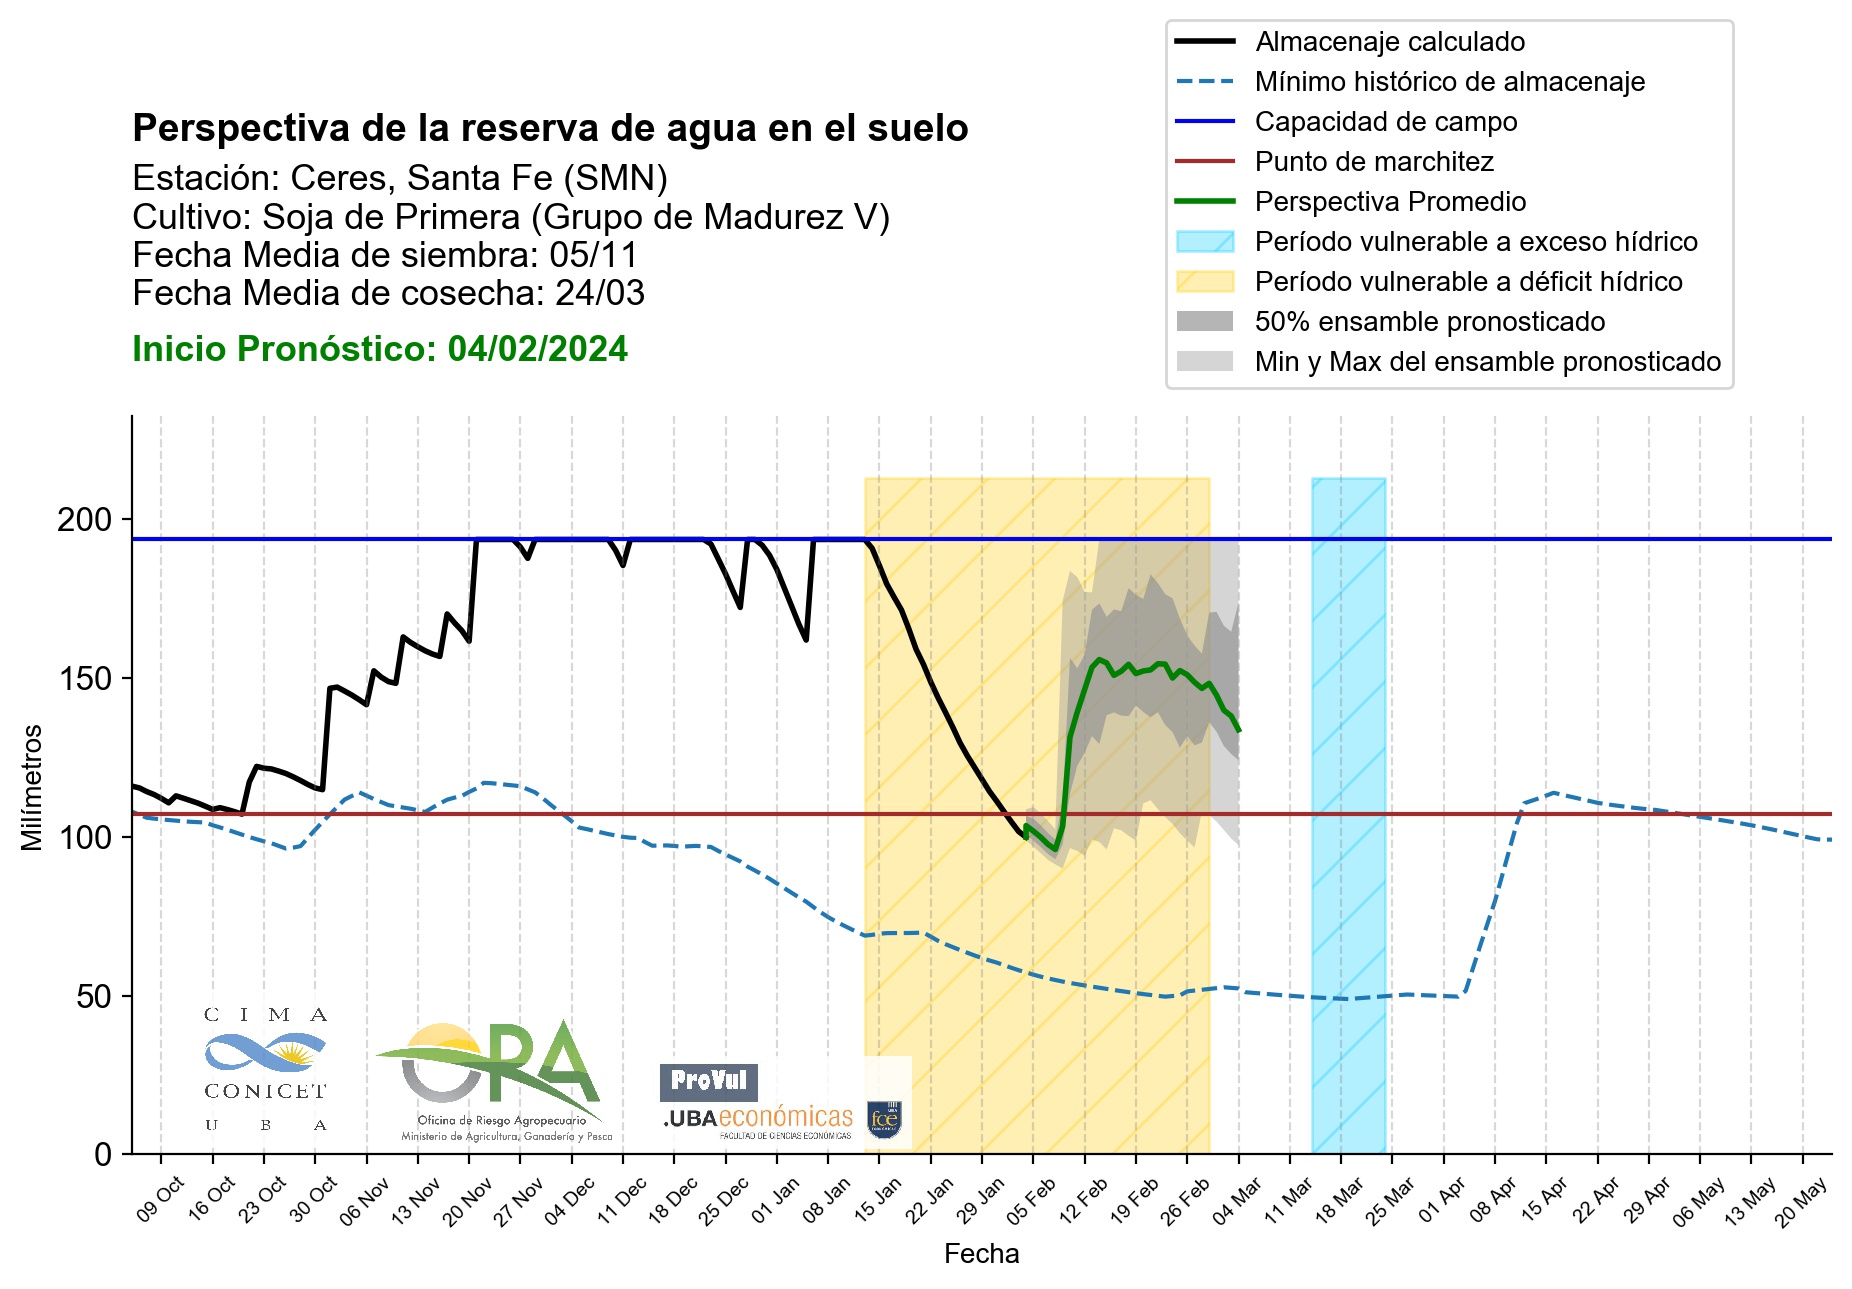 Almacenaje calculado
Mínimo histórico de almacenaje
Capacidad de campo
Punto de marchitez
Perspectiva Promedio
Período vulnerable a exceso hídrico
Período vulnerable a déficit hídrico
50% ensamble pronosticado
Min y Max del ensamble pronosticado
Perspectiva de la reserva de agua en el suelo
Estación: Ceres, Santa Fe (SMN)
Cultivo: Soja de Primera (Grupo de Madurez V)
Fecha Media de siembra: 05/11
Fecha Media de cosecha: 24/03
Inicio Pronóstico: 04/02/2024
Milímetros
200
150
100
50
0
CIMA
CONICET
UBA
OPA
Oficina de Riesgo Agropecuario
Ministerio de Agricultura, Ganadería y Pesca
ProVul
.UBAeconómicas
FACULTAD DE CIENCIAS ECONÓMICAS
UBA
fce
09 Oct
16 Oct
23 Oct
30 Oct
06 Nov
13 Nov
20 Nov
27 Nov
04 Dec
11 Dec
18 Dec
25 Dec
01 Jan
08 Jan
15 Jan
22 Jan
29 Jan
05 Feb
12 Feb
19 Feb
26 Feb
04 Mar
11 Mar
18 Mar
25 Mar
01 Apr
08 Apr
15 Apr
22 Apr
29 Apr
06 May
13 May
20 May
Fecha